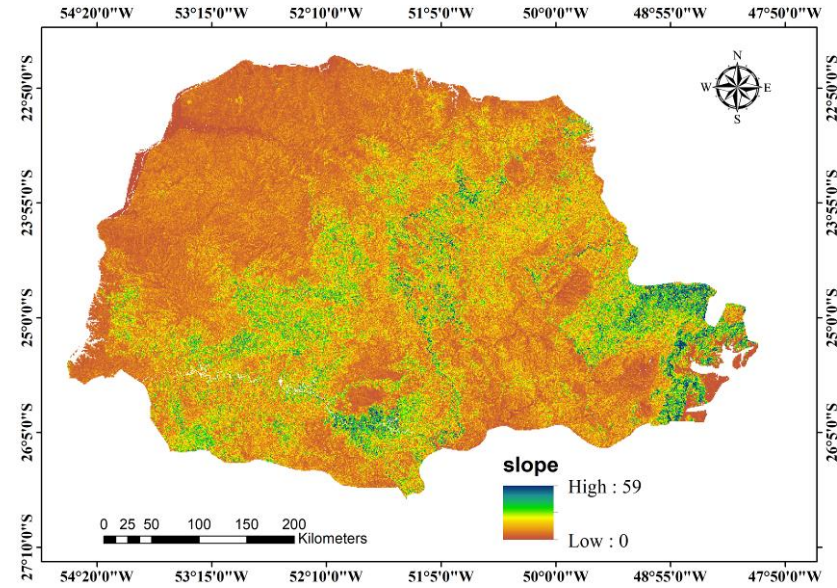 54°20'0"W 53°15'0"W 52°10'0"W 51°5'0"W 50°0'0"W 48°55'0"W 47°50'0"W
22°50'0"S 22°50'0"S
N
W E
S
23°55'0"S 23°55'0"S
25°0'0"S 25°0'0"S
26°5'0"S 26°5'0"S
slope
High : 59
Low : 0
0 25 50 100 150 200
Kilometers
27°10'0"S 27°10'0"S
54°20'0"W 53°15'0"W 52°10'0"W 51°5'0"W 50°0'0"W 48°55'0"W 47°50'0"W